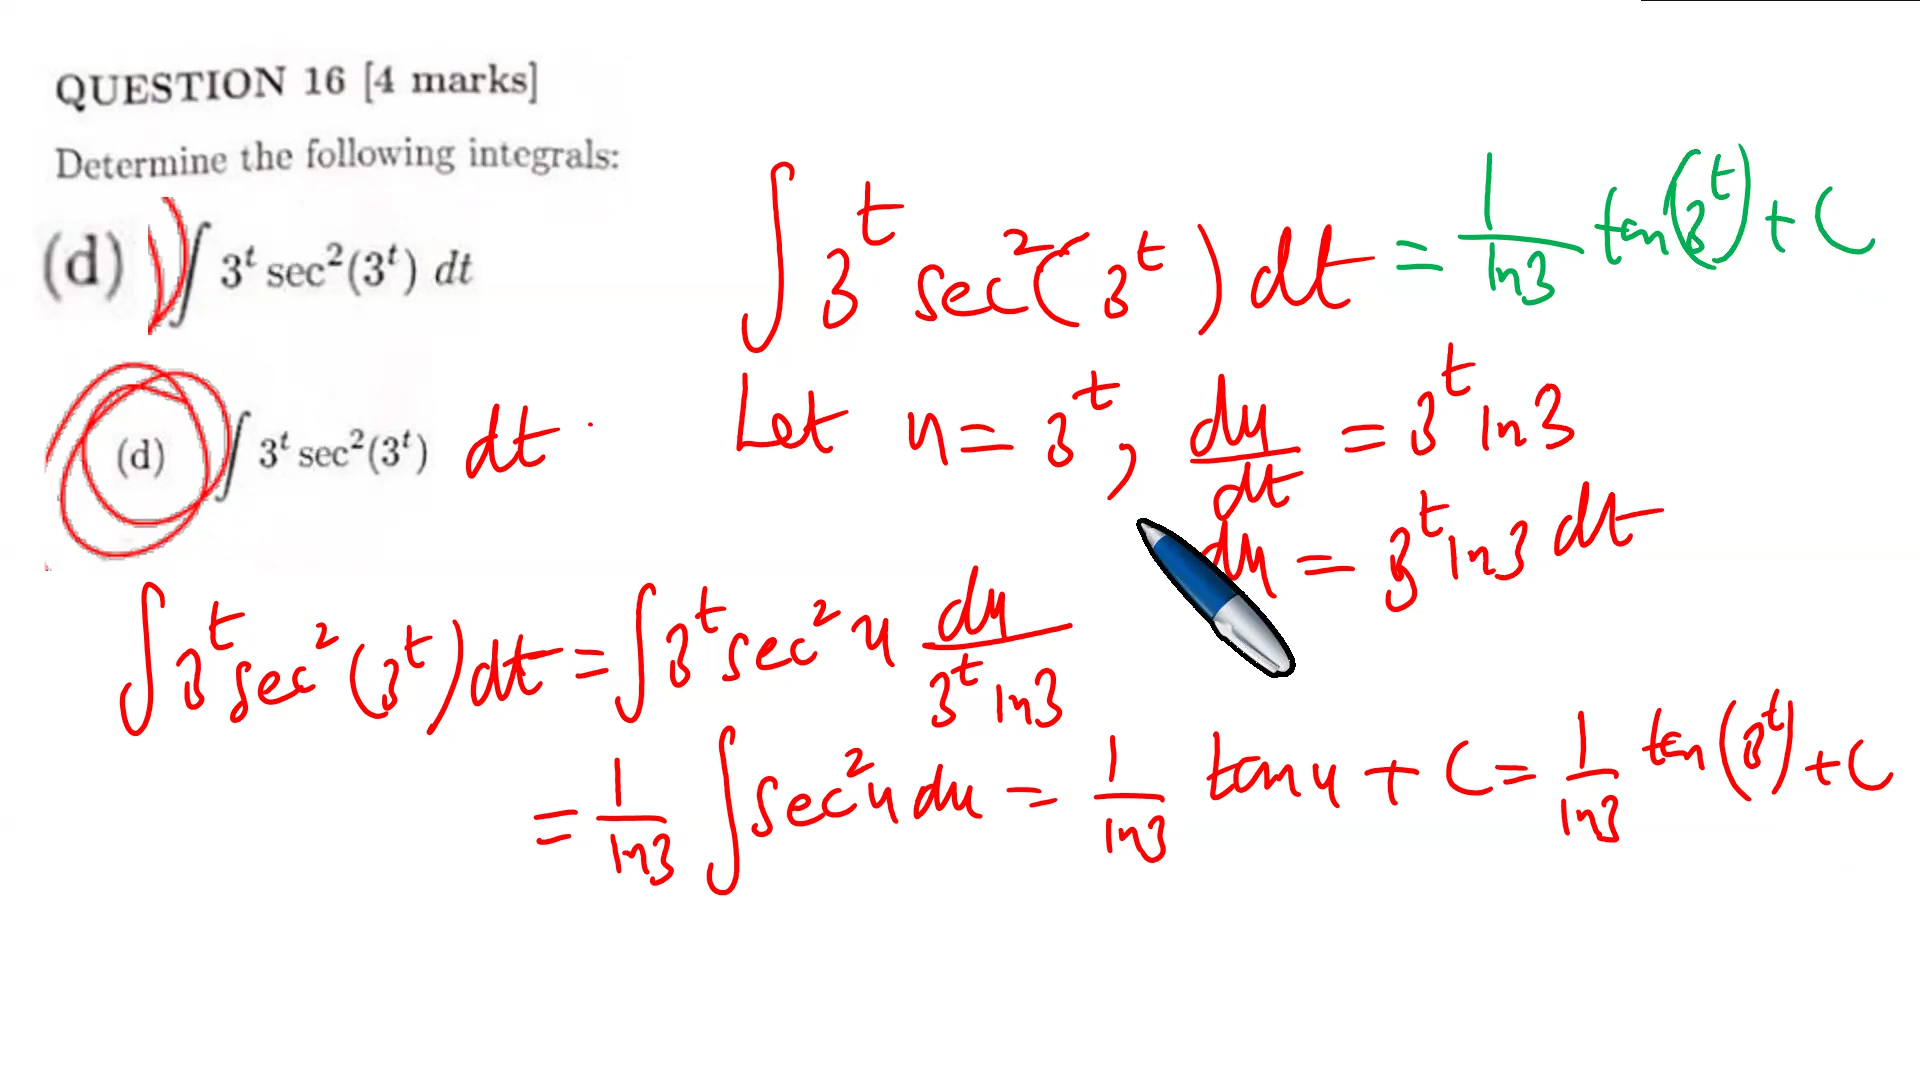 QUESTION 16 [4 marks]
Determine the following integrals:
(d) ∫ 3^t sec²(3^t) dt
(d) ∫ 3^t sec²(3^t) dt
∫ 3^t sec²(3^t) dt = 1/ln3 tan(3^t) + C
Let u = 3^t, du/dt = 3^t ln3
du = 3^t ln3 dt
∫ 3^t sec²(3^t) dt = ∫ 3^t sec² u du/(3^t ln3)
= 1/ln3 ∫ sec² u du = 1/ln3 tan u + C = 1/ln3 tan(3^t) + C